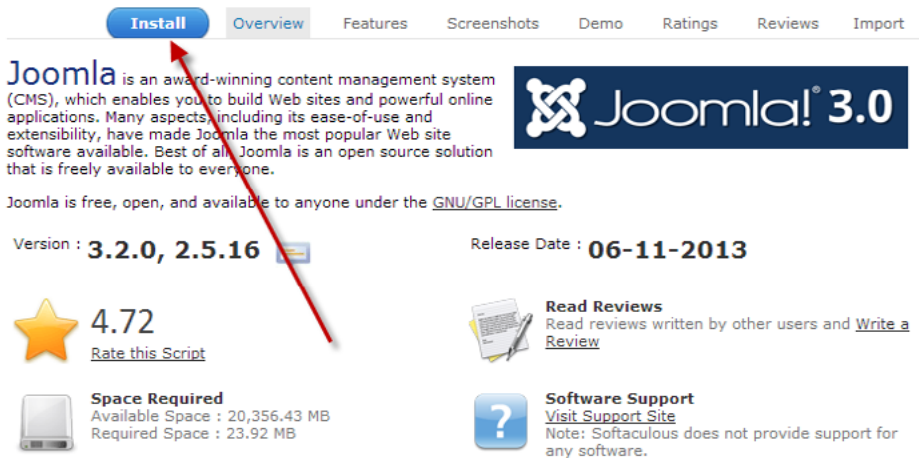 Install Overview Features Screenshots Demo Ratings Reviews Import
Joomla is an award-winning content management system
(CMS), which enables you to build Web sites and powerful online
applications. Many aspects, including its ease-of-use and
extensibility, have made Joomla the most popular Web site
software available. Best of all, Joomla is an open source solution
that is freely available to everyone.
Joomla!® 3.0
Joomla is free, open, and available to anyone under the GNU/GPL license.
Version : 3.2.0, 2.5.16
Release Date : 06-11-2013
4.72
Rate this Script
Read Reviews
Read reviews written by other users and Write a
Review
Space Required
Available Space : 20,356.43 MB
Required Space : 23.92 MB
Software Support
Visit Support Site
Note: Softaculous does not provide support for
any software.